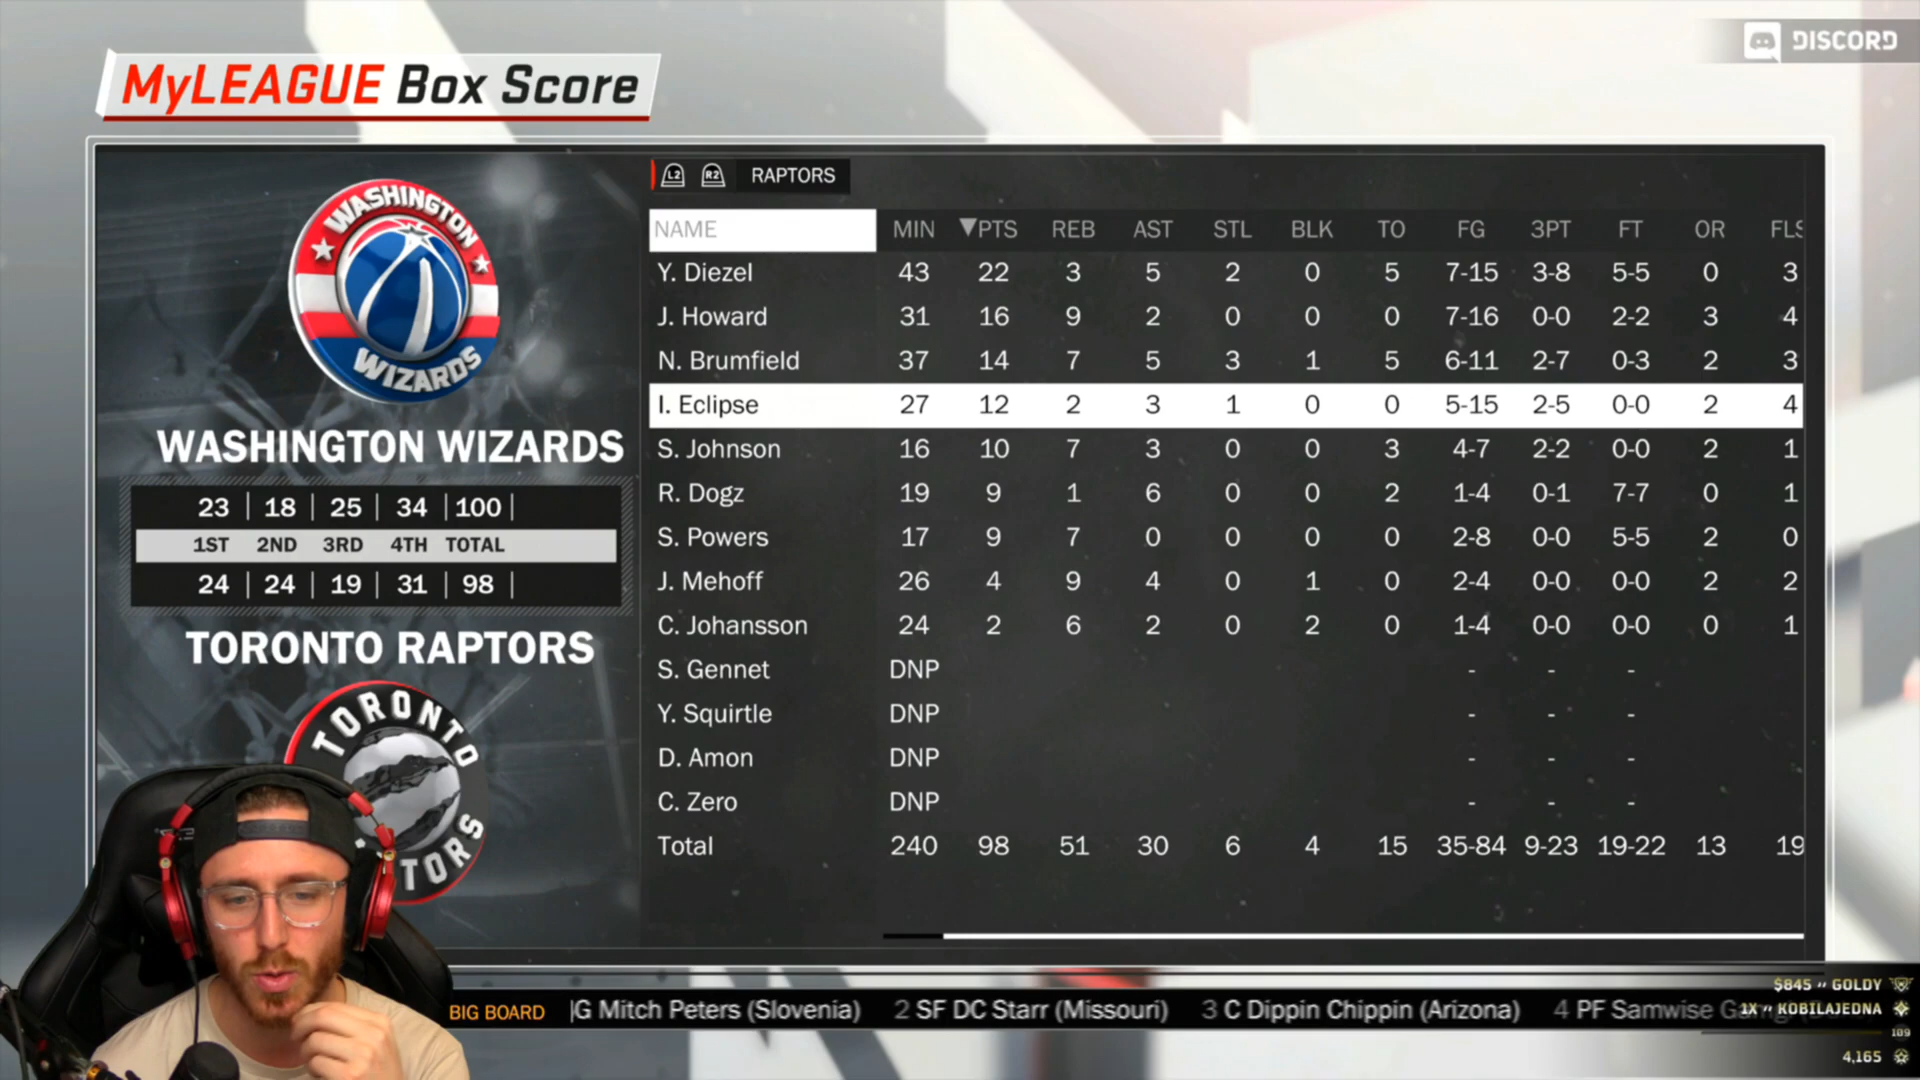 DISCORD
MyLEAGUE Box Score
WASHINGTON
WIZARDS
WASHINGTON WIZARDS
23 | 18 | 25 | 34 | 100 |
1ST 2ND 3RD 4TH TOTAL
24 | 24 | 19 | 31 | 98 |
TORONTO RAPTORS
TORONTO
TORS
L2 R2 RAPTORS
NAME MIN ▼PTS REB AST STL BLK TO FG 3PT FT OR FLS
Y. Diezel 43 22 3 5 2 0 5 7-15 3-8 5-5 0 3
J. Howard 31 16 9 2 0 0 0 7-16 0-0 2-2 3 4
N. Brumfield 37 14 7 5 3 1 5 6-11 2-7 0-3 2 3
I. Eclipse 27 12 2 3 1 0 0 5-15 2-5 0-0 2 4
S. Johnson 16 10 7 3 0 0 3 4-7 2-2 0-0 2 1
R. Dogz 19 9 1 6 0 0 2 1-4 0-1 7-7 0 1
S. Powers 17 9 7 0 0 0 0 2-8 0-0 5-5 2 0
J. Mehoff 26 4 9 4 0 1 0 2-4 0-0 0-0 2 2
C. Johansson 24 2 6 2 0 2 0 1-4 0-0 0-0 0 1
S. Gennet DNP - - -
Y. Squirtle DNP - - -
D. Amon DNP - - -
C. Zero DNP - - -
Total 240 98 51 30 6 4 15 35-84 9-23 19-22 13 19
BIG BOARD G Mitch Peters (Slovenia) 2 SF DC Starr (Missouri) 3 C Dippin Chippin (Arizona) 4 PF Samwise
$845 " GOLDY
1X " KOBILAJEDNA
109
4,165